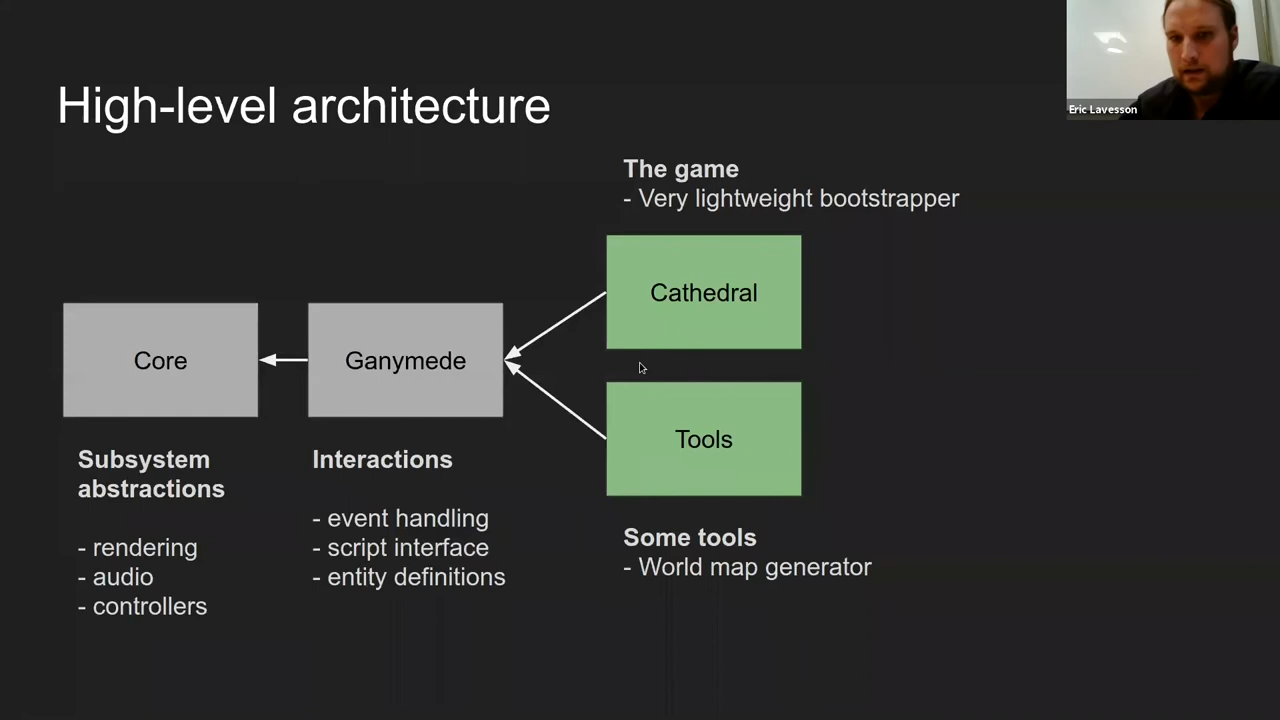 High-level architecture
Eric Lavesson
The game
- Very lightweight bootstrapper
Cathedral
Core
Ganymede
Tools
Subsystem
abstractions
- rendering
- audio
- controllers
Interactions
- event handling
- script interface
- entity definitions
Some tools
- World map generator